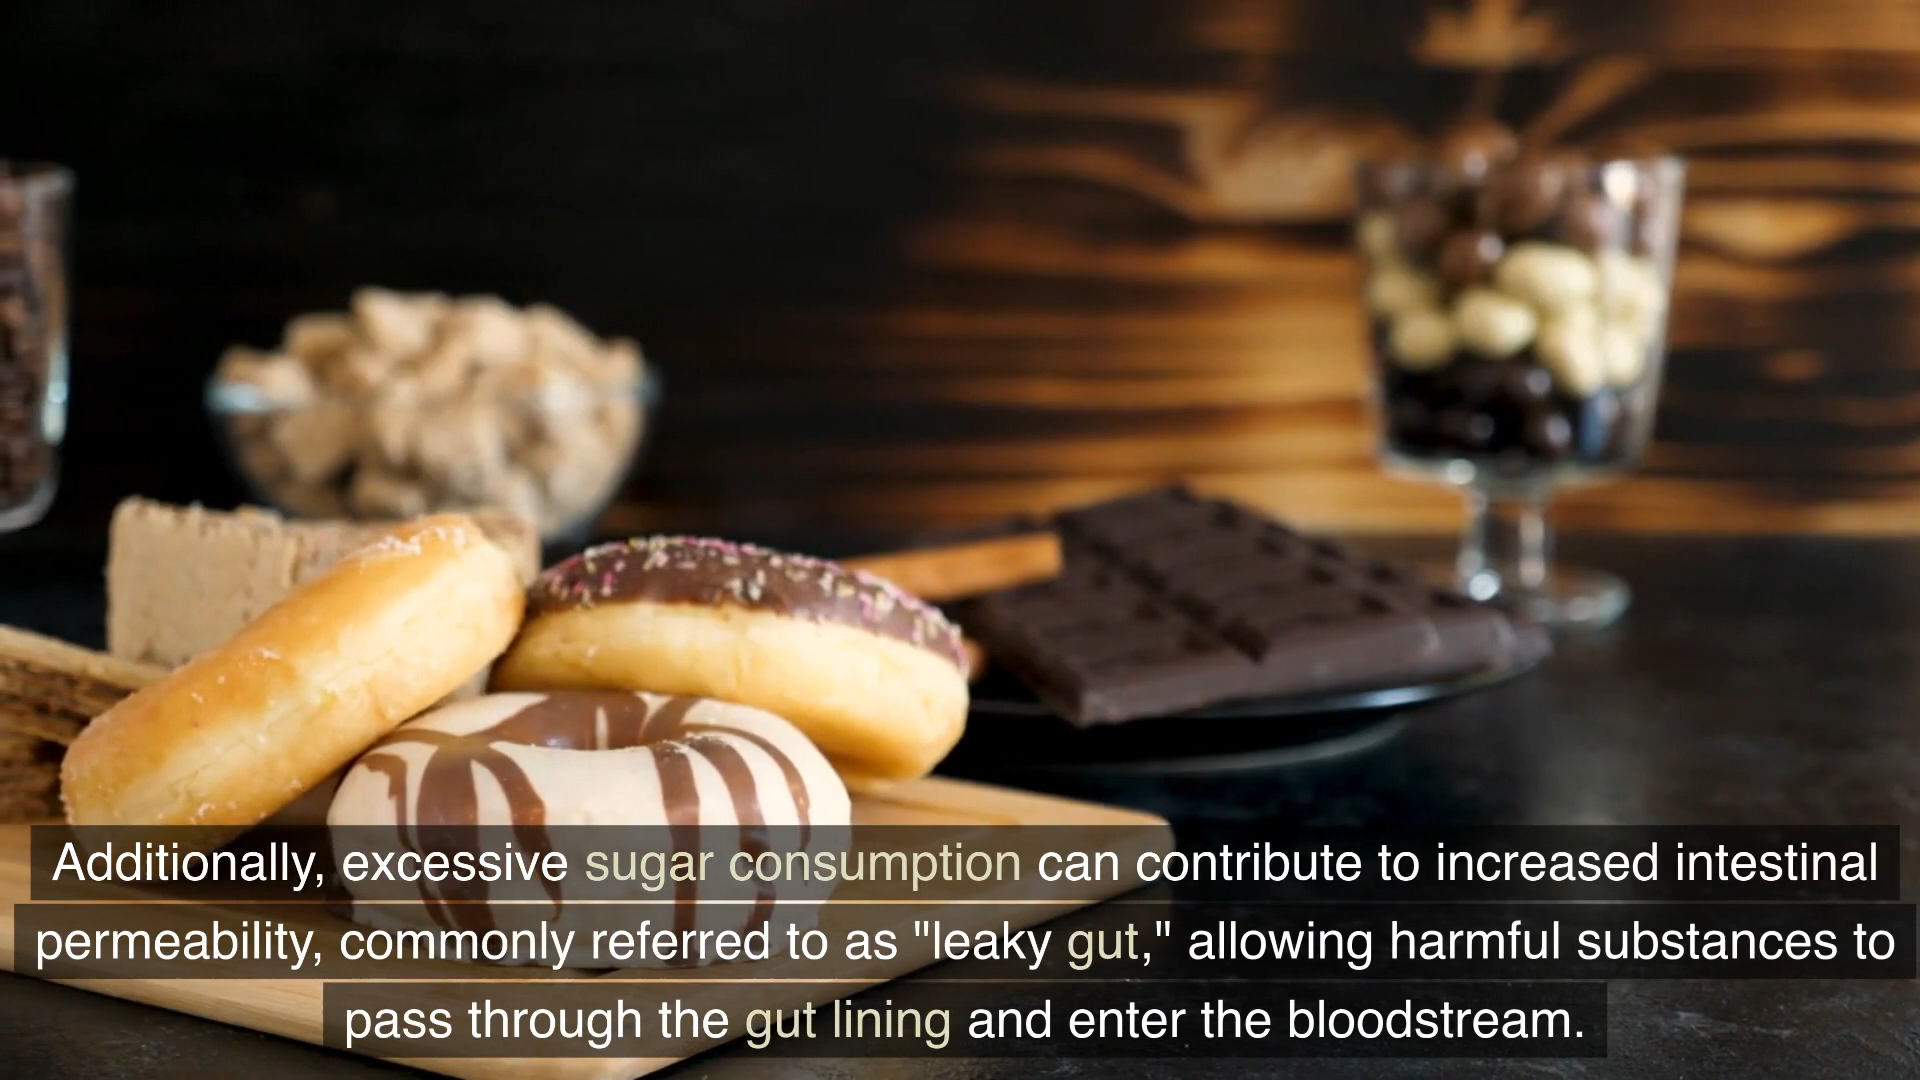 Additionally, excessive sugar consumption can contribute to increased intestinal
permeability, commonly referred to as "leaky gut," allowing harmful substances to
pass through the gut lining and enter the bloodstream.